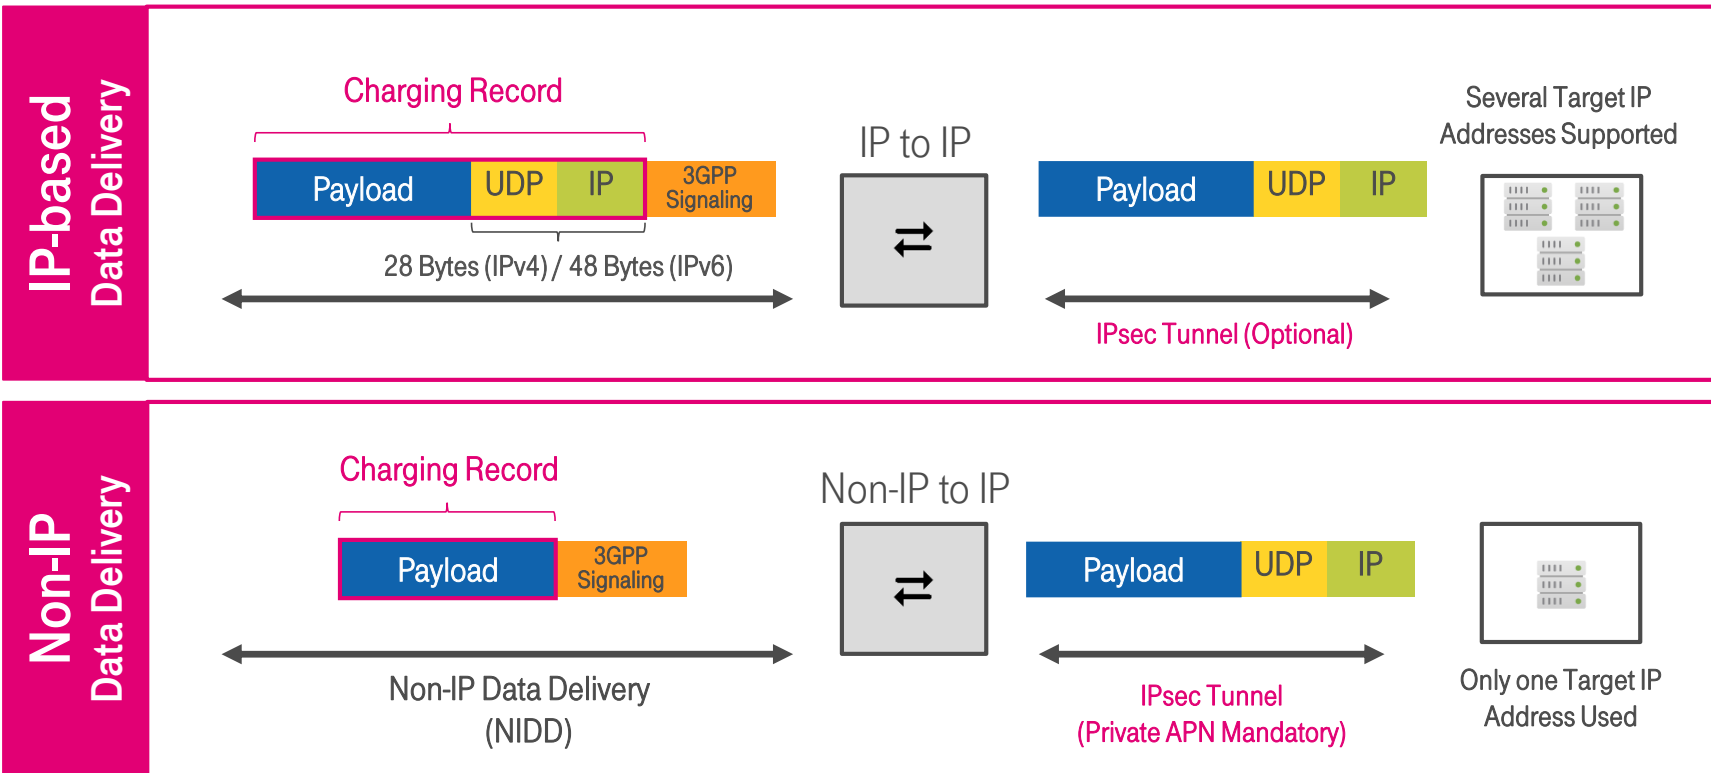 IP-based
Data Delivery
Charging Record
Payload
UDP
IP
3GPP
Signaling
28 Bytes (IPv4) / 48 Bytes (IPv6)
IP to IP
Payload
UDP
IP
IPsec Tunnel (Optional)
Several Target IP
Addresses Supported
Non-IP
Data Delivery
Charging Record
Payload
3GPP
Signaling
Non-IP Data Delivery
(NIDD)
Non-IP to IP
Payload
UDP
IP
IPsec Tunnel
(Private APN Mandatory)
Only one Target IP
Address Used